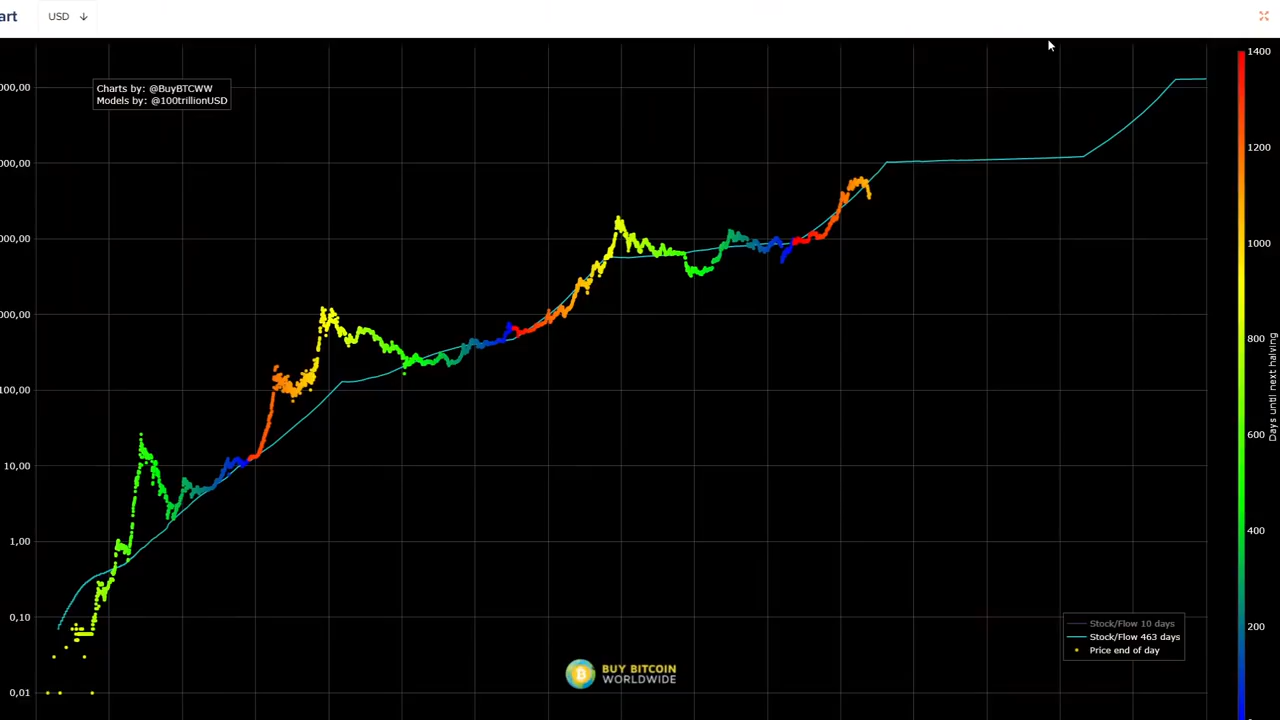 art USD ↓
Charts by: @BuyBTCWW
Models by: @100trillionUSD
000,00
000,00
000,00
000,00
100,00
10,00
1,00
0,10
0,01
1400
1200
1000
800
600
400
200
Days until next halving
Stock/Flow 10 days
Stock/Flow 463 days
Price end of day
BUY BITCOIN
WORLDWIDE